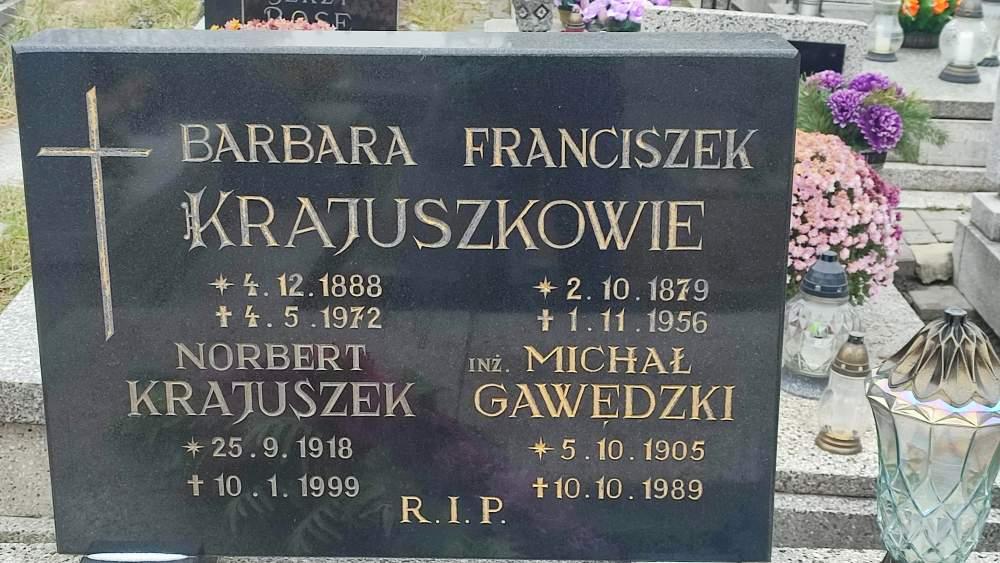 BARBARA FRANCISZEK
KRAJUSZKOWIE
* 4.12.1888 * 2.10.1879
✝ 4.5.1972 ✝ 1.11.1956
NORBERT INŻ. MICHAŁ
KRAJUSZEK GAWĘDZKI
* 25.9.1918 * 5.10.1905
✝ 10.1.1999 ✝ 10.10.1989
R.I.P.